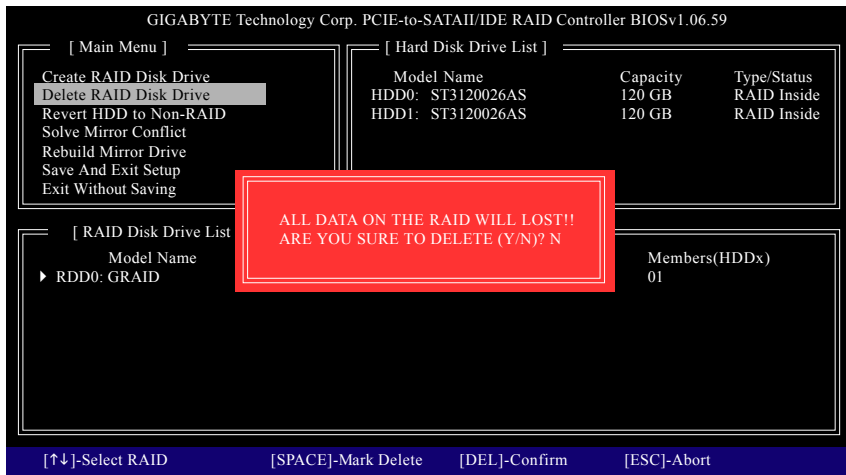 GIGABYTE Technology Corp. PCIE-to-SATAII/IDE RAID Controller BIOSv1.06.59
[ Main Menu ]
Create RAID Disk Drive
Delete RAID Disk Drive
Revert HDD to Non-RAID
Solve Mirror Conflict
Rebuild Mirror Drive
Save And Exit Setup
Exit Without Saving
[ Hard Disk Drive List ]
Model Name Capacity Type/Status
HDD0: ST3120026AS 120 GB RAID Inside
HDD1: ST3120026AS 120 GB RAID Inside
ALL DATA ON THE RAID WILL LOST!!
ARE YOU SURE TO DELETE (Y/N)? N
[ RAID Disk Drive List
Model Name Members(HDDx)
RDD0: GRAID 01
[↑↓]-Select RAID [SPACE]-Mark Delete [DEL]-Confirm [ESC]-Abort